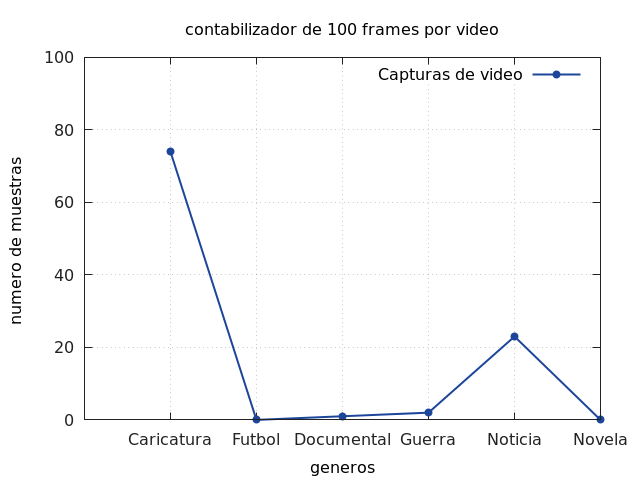 contabilizador de 100 frames por video
Capturas de video
100
80
60
40
20
0
numero de muestras
Caricatura Futbol Documental Guerra Noticia Novela
generos